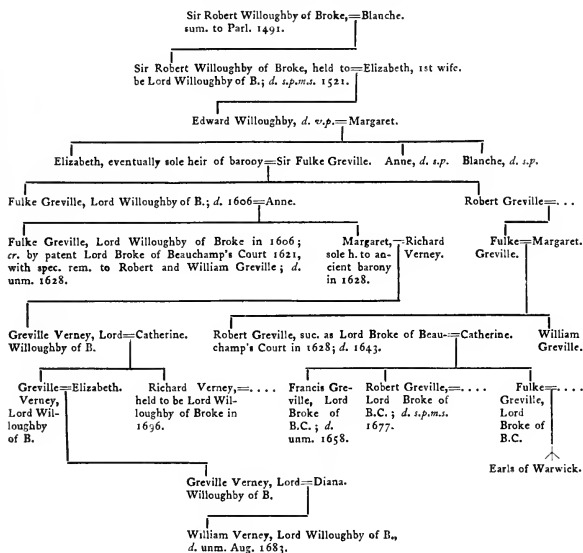 Sir Robert Willoughby of Broke,=Blanche.
sum. to Parl. 1491.
Sir Robert Willoughby of Broke, held to=Elizabeth, 1st wife.
be Lord Willoughby of B.; d. s.p.m.s. 1521.
Edward Willoughby, d. v.p.=Margaret.
Elizabeth, eventually sole heir of barooy=Sir Fulke Greville. Anne, d. s.p. Blanche, d. s.p.
Fulke Greville, Lord Willoughby of B.; d. 1606=Anne. Robert Greville=. . .
Fulke Greville, Lord Willoughby of Broke in 1606;
cr. by patent Lord Broke of Beauchamp's Court 1621,
with spec. rem. to Robert and William Greville; d.
unm. 1628.
Margaret,=Richard
sole h. to an- Verney.
cient barony
in 1628.
Fulke=Margaret.
Greville.
Greville Verney, Lord=Catherine.
Willoughby of B.
Robert Greville, suc. as Lord Broke of Beau-=Catherine.
champ's Court in 1628; d. 1643.
William
Greville.
Greville=Elizabeth.
Verney,
Lord Wil-
loughby
of B.
Richard Verney,=. . . .
held to be Lord Wil-
loughby of Broke in
1696.
Francis Gre-
ville, Lord
Broke of
B.C.; d.
unm. 1658.
Robert Greville,=. . . .
Lord Broke of
B.C.; d. s.p.m.s.
1677.
Fulke=. . . .
Greville,
Lord
Broke of
B.C.
Earls of Warwick.
Greville Verney, Lord=Diana.
Willoughby of B.
William Verney, Lord Willoughby of B.,
d. unm. Aug. 1683.